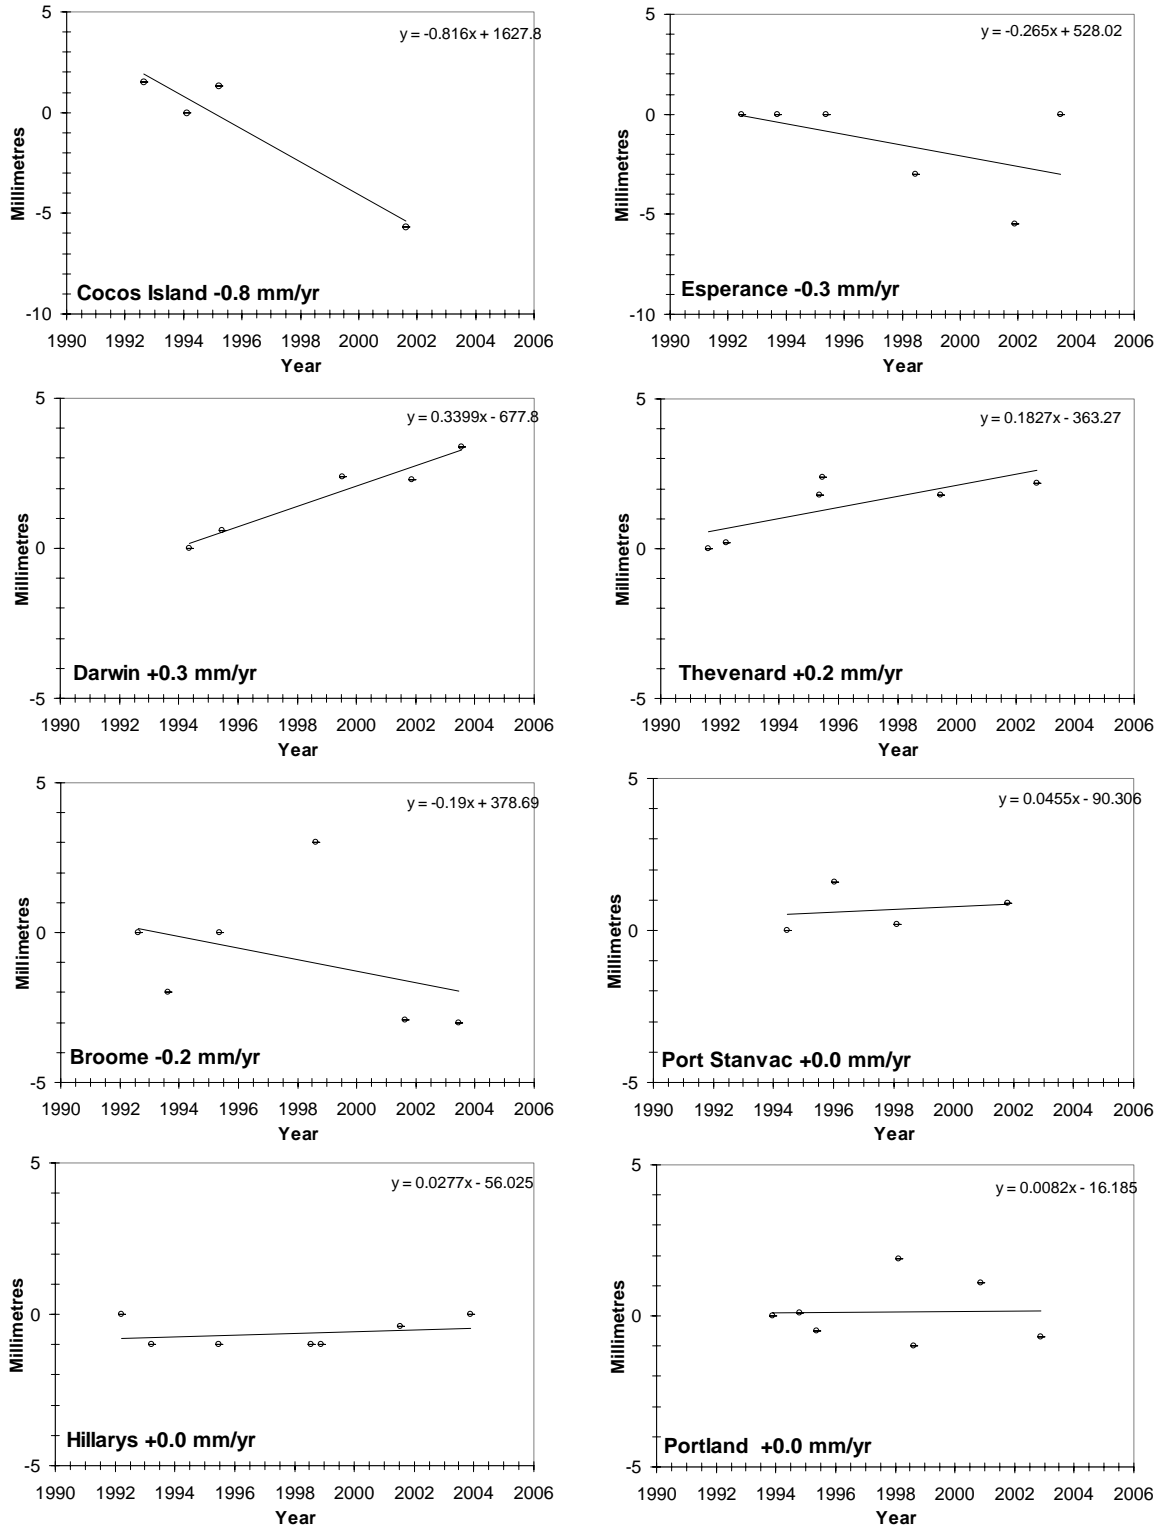 y = -0.816x + 1627.8
5
0
-5
-10
Millimetres
Cocos Island -0.8 mm/yr
1990 1992 1994 1996 1998 2000 2002 2004 2006
Year
y = -0.265x + 528.02
5
0
-5
-10
Millimetres
Esperance -0.3 mm/yr
1990 1992 1994 1996 1998 2000 2002 2004 2006
Year
y = 0.3399x - 677.8
5
0
-5
Millimetres
Darwin +0.3 mm/yr
1990 1992 1994 1996 1998 2000 2002 2004 2006
Year
y = 0.1827x - 363.27
5
0
-5
Millimetres
Thevenard +0.2 mm/yr
1990 1992 1994 1996 1998 2000 2002 2004 2006
Year
y = -0.19x + 378.69
5
0
-5
Millimetres
Broome -0.2 mm/yr
1990 1992 1994 1996 1998 2000 2002 2004 2006
Year
y = 0.0455x - 90.306
5
0
-5
Millimetres
Port Stanvac +0.0 mm/yr
1990 1992 1994 1996 1998 2000 2002 2004 2006
Year
y = 0.0277x - 56.025
5
0
-5
Millimetres
Hillarys +0.0 mm/yr
1990 1992 1994 1996 1998 2000 2002 2004 2006
Year
y = 0.0082x - 16.185
5
0
-5
Millimetres
Portland +0.0 mm/yr
1990 1992 1994 1996 1998 2000 2002 2004 2006
Year